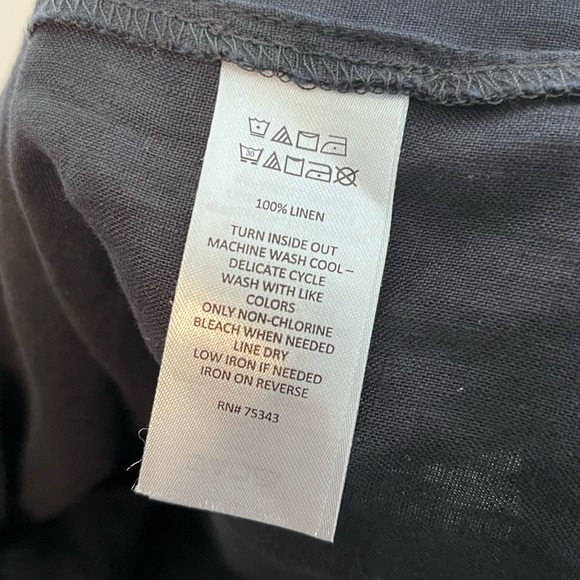 30
100% LINEN
TURN INSIDE OUT
MACHINE WASH COOL –
DELICATE CYCLE
WASH WITH LIKE
COLORS
ONLY NON-CHLORINE
BLEACH WHEN NEEDED
LINE DRY
LOW IRON IF NEEDED
IRON ON REVERSE
RN# 75343